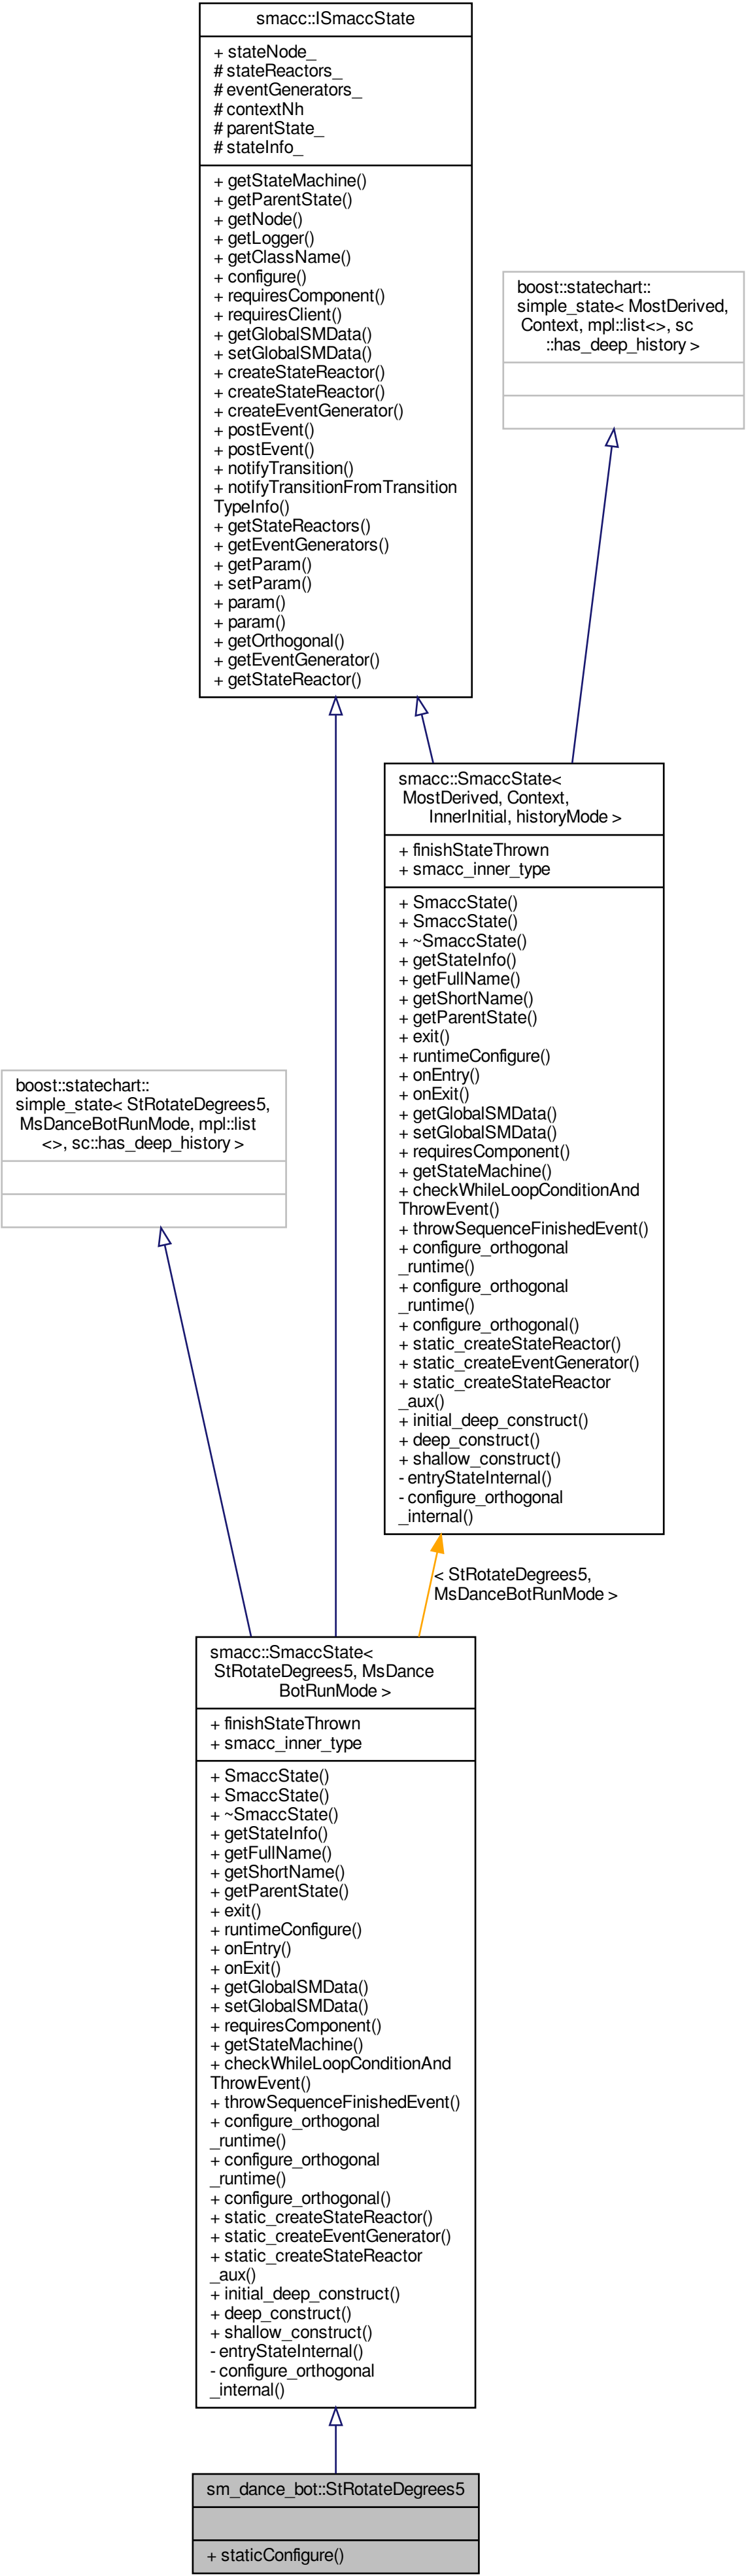 smacc::ISmaccState
+ stateNode_
# stateReactors_
# eventGenerators_
# contextNh
# parentState_
# stateInfo_
+ getStateMachine()
+ getParentState()
+ getNode()
+ getLogger()
+ getClassName()
+ configure()
+ requiresComponent()
+ requiresClient()
+ getGlobalSMData()
+ setGlobalSMData()
+ createStateReactor()
+ createStateReactor()
+ createEventGenerator()
+ postEvent()
+ postEvent()
+ notifyTransition()
+ notifyTransitionFromTransition
TypeInfo()
+ getStateReactors()
+ getEventGenerators()
+ getParam()
+ setParam()
+ param()
+ param()
+ getOrthogonal()
+ getEventGenerator()
+ getStateReactor()
boost::statechart::
simple_state< MostDerived,
Context, mpl::list<>, sc
::has_deep_history >
smacc::SmaccState<
MostDerived, Context,
InnerInitial, historyMode >
+ finishStateThrown
+ smacc_inner_type
+ SmaccState()
+ SmaccState()
+ ~SmaccState()
+ getStateInfo()
+ getFullName()
+ getShortName()
+ getParentState()
+ exit()
+ runtimeConfigure()
+ onEntry()
+ onExit()
+ getGlobalSMData()
+ setGlobalSMData()
+ requiresComponent()
+ getStateMachine()
+ checkWhileLoopConditionAnd
ThrowEvent()
+ throwSequenceFinishedEvent()
+ configure_orthogonal
_runtime()
+ configure_orthogonal
_runtime()
+ configure_orthogonal()
+ static_createStateReactor()
+ static_createEventGenerator()
+ static_createStateReactor
_aux()
+ initial_deep_construct()
+ deep_construct()
+ shallow_construct()
- entryStateInternal()
- configure_orthogonal
_internal()
boost::statechart::
simple_state< StRotateDegrees5,
MsDanceBotRunMode, mpl::list
<>, sc::has_deep_history >
< StRotateDegrees5,
MsDanceBotRunMode >
smacc::SmaccState<
StRotateDegrees5, MsDance
BotRunMode >
+ finishStateThrown
+ smacc_inner_type
+ SmaccState()
+ SmaccState()
+ ~SmaccState()
+ getStateInfo()
+ getFullName()
+ getShortName()
+ getParentState()
+ exit()
+ runtimeConfigure()
+ onEntry()
+ onExit()
+ getGlobalSMData()
+ setGlobalSMData()
+ requiresComponent()
+ getStateMachine()
+ checkWhileLoopConditionAnd
ThrowEvent()
+ throwSequenceFinishedEvent()
+ configure_orthogonal
_runtime()
+ configure_orthogonal
_runtime()
+ configure_orthogonal()
+ static_createStateReactor()
+ static_createEventGenerator()
+ static_createStateReactor
_aux()
+ initial_deep_construct()
+ deep_construct()
+ shallow_construct()
- entryStateInternal()
- configure_orthogonal
_internal()
sm_dance_bot::StRotateDegrees5
+ staticConfigure()